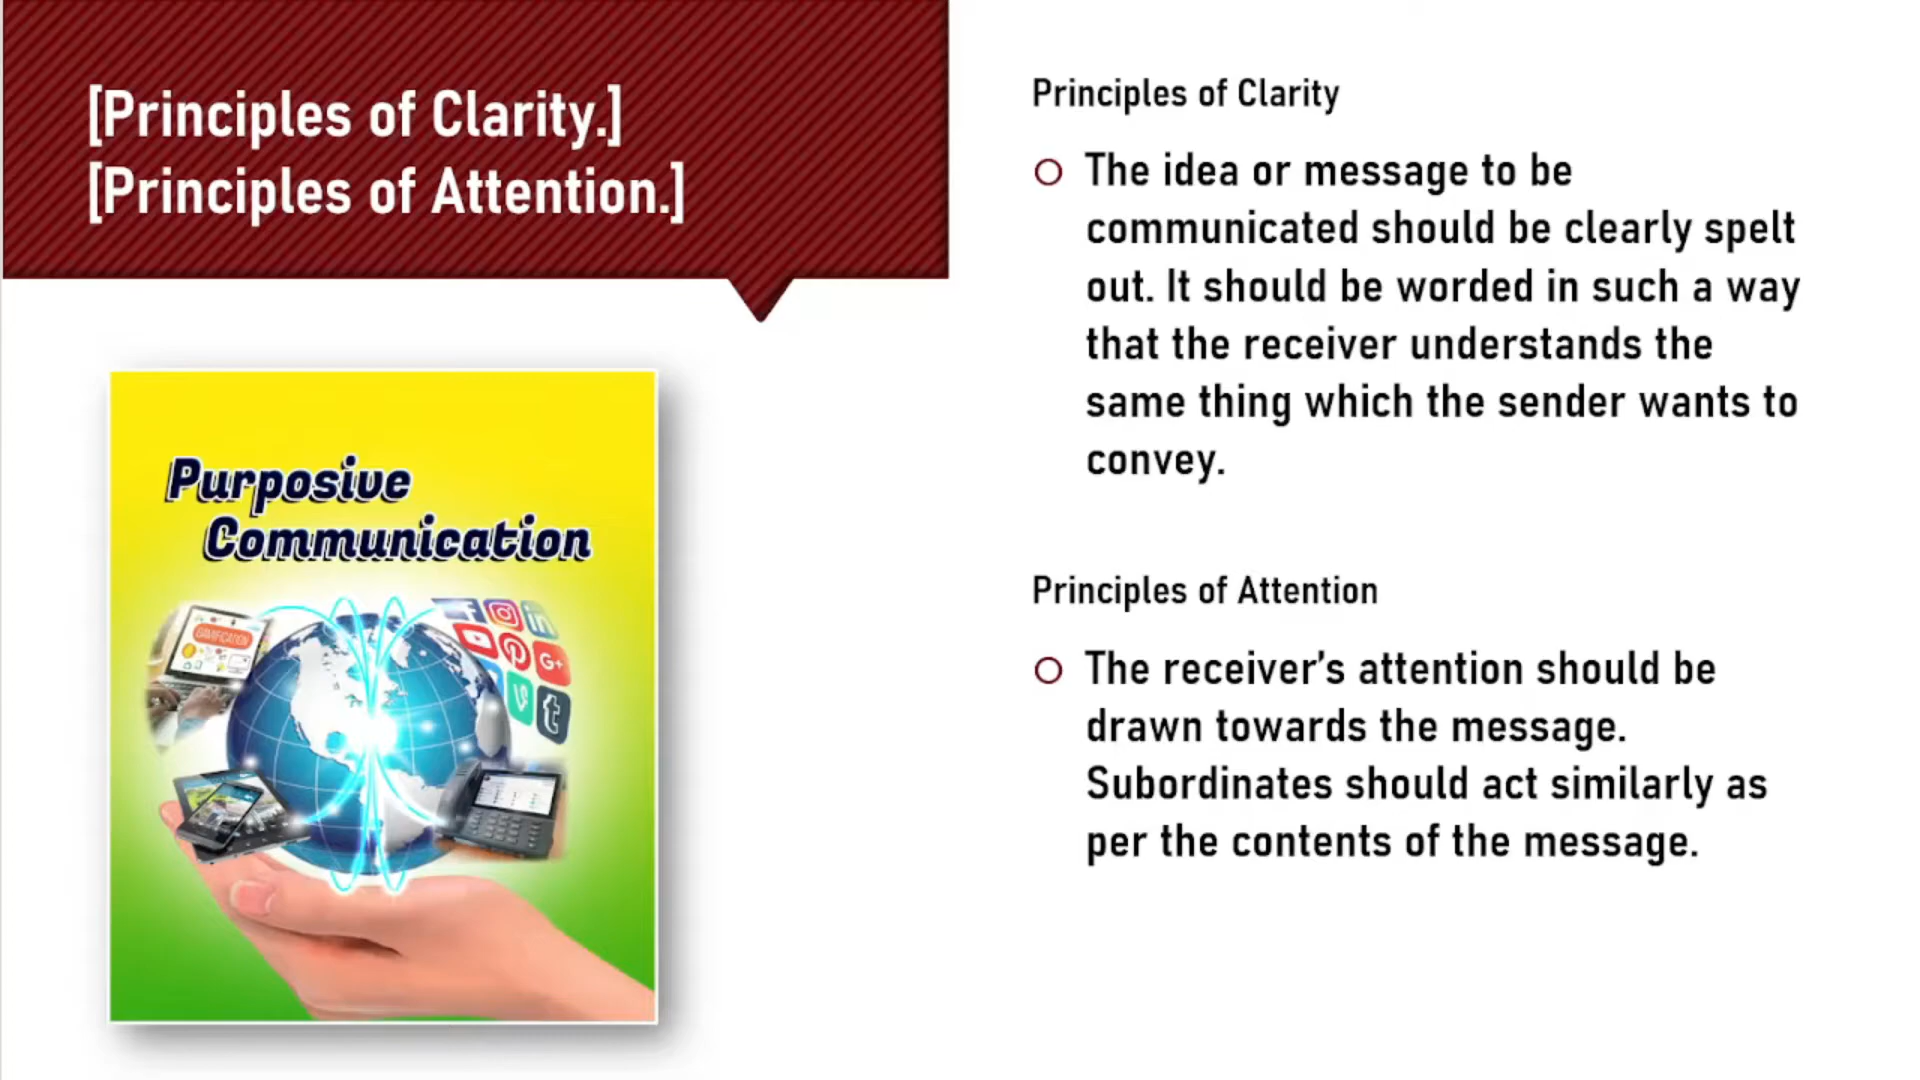 [Principles of Clarity.]
[Principles of Attention.]
Purposive
Communication
GAMIFICATION
f
in
G+
t
Principles of Clarity
The idea or message to be
communicated should be clearly spelt
out. It should be worded in such a way
that the receiver understands the
same thing which the sender wants to
convey.
Principles of Attention
The receiver's attention should be
drawn towards the message.
Subordinates should act similarly as
per the contents of the message.